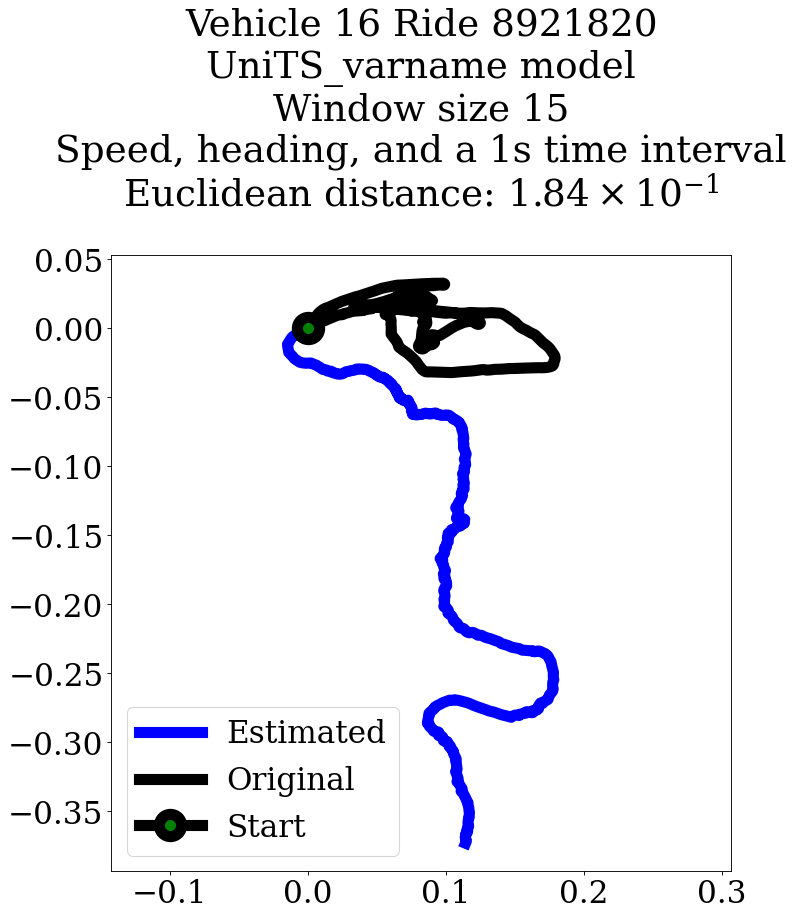 Vehicle 16 Ride 8921820
UniTS_varname model
Window size 15
Speed, heading, and a 1s time interval
Euclidean distance: 1.84 × 10⁻¹
0.05
0.00
−0.05
−0.10
−0.15
−0.20
−0.25
−0.30
−0.35
Estimated
Original
Start
−0.1
0.0
0.1
0.2
0.3